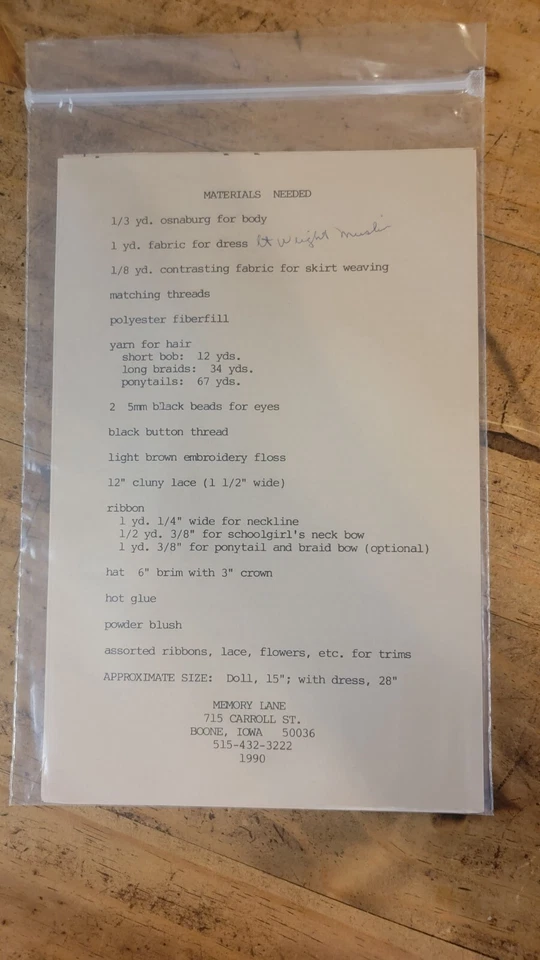 MATERIALS NEEDED
1/3 yd. osnaburg for body
1 yd. fabric for dress lt weight muslin
1/8 yd. contrasting fabric for skirt weaving
matching threads
polyester fiberfill
yarn for hair
short bob: 12 yds.
long braids: 34 yds.
ponytails: 67 yds.
2 5mm black beads for eyes
black button thread
light brown embroidery floss
12" cluny lace (1 1/2" wide)
ribbon
1 yd. 1/4" wide for neckline
1/2 yd. 3/8" for schoolgirl's neck bow
1 yd. 3/8" for ponytail and braid bow (optional)
hat 6" brim with 3" crown
hot glue
powder blush
assorted ribbons, lace, flowers, etc. for trims
APPROXIMATE SIZE: Doll, 15"; with dress, 28"
MEMORY LANE
715 CARROLL ST.
BOONE, IOWA 50036
515-432-3222
1990